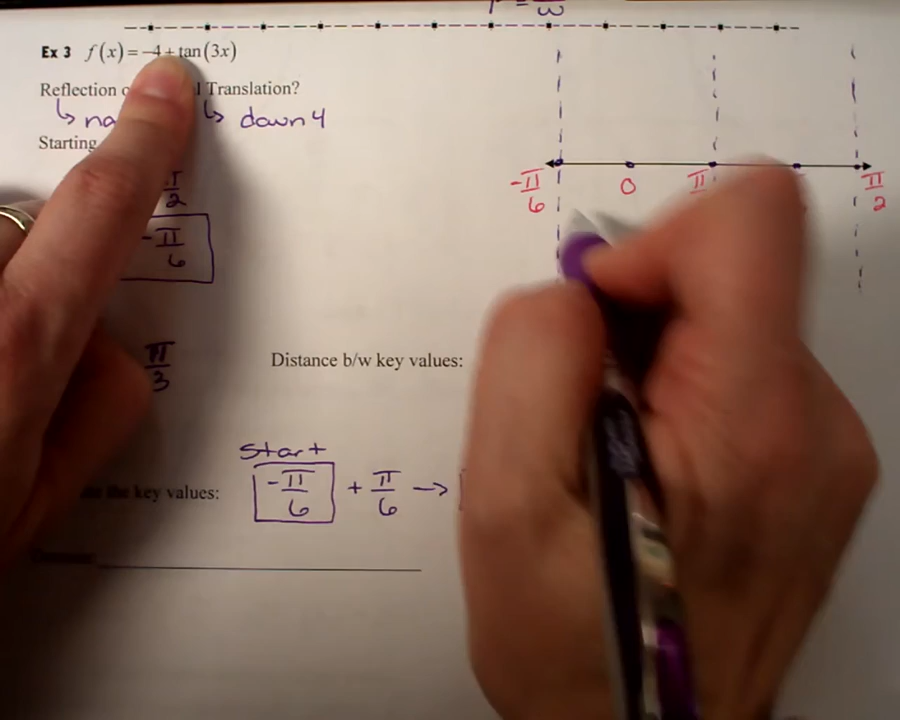 ω
Ex 3 f(x) = -4 + tan(3x)
Reflection Translation?
↳ ↳ down 4
Starting
π/2
-π/6
-π/6 0 π π/2
π/3
Distance b/w key values:
Start
the key values: -π/6 + π/6 →